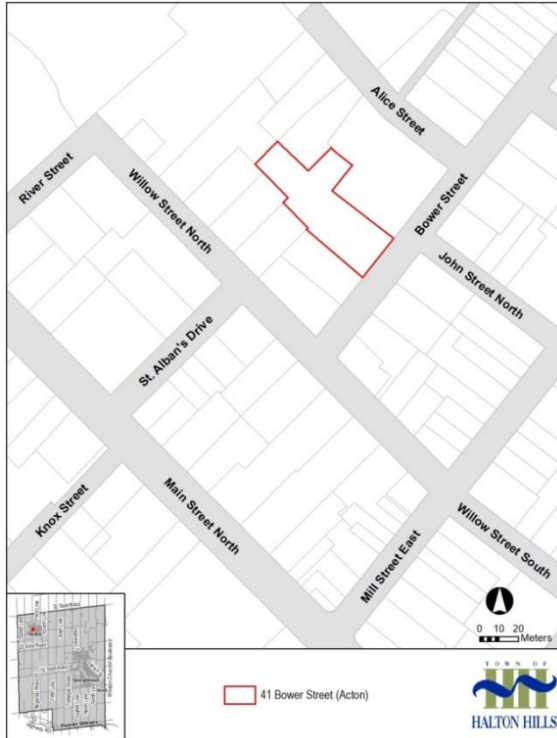 Alice Street
River Street
Willow Street North
Bower Street
John Street North
St. Alban's Drive
Knox Street
Main Street North
Mill Street East
Willow Street South
0 10 20
Meters
41 Bower Street (Acton)
TOWN OF
HALTON HILLS